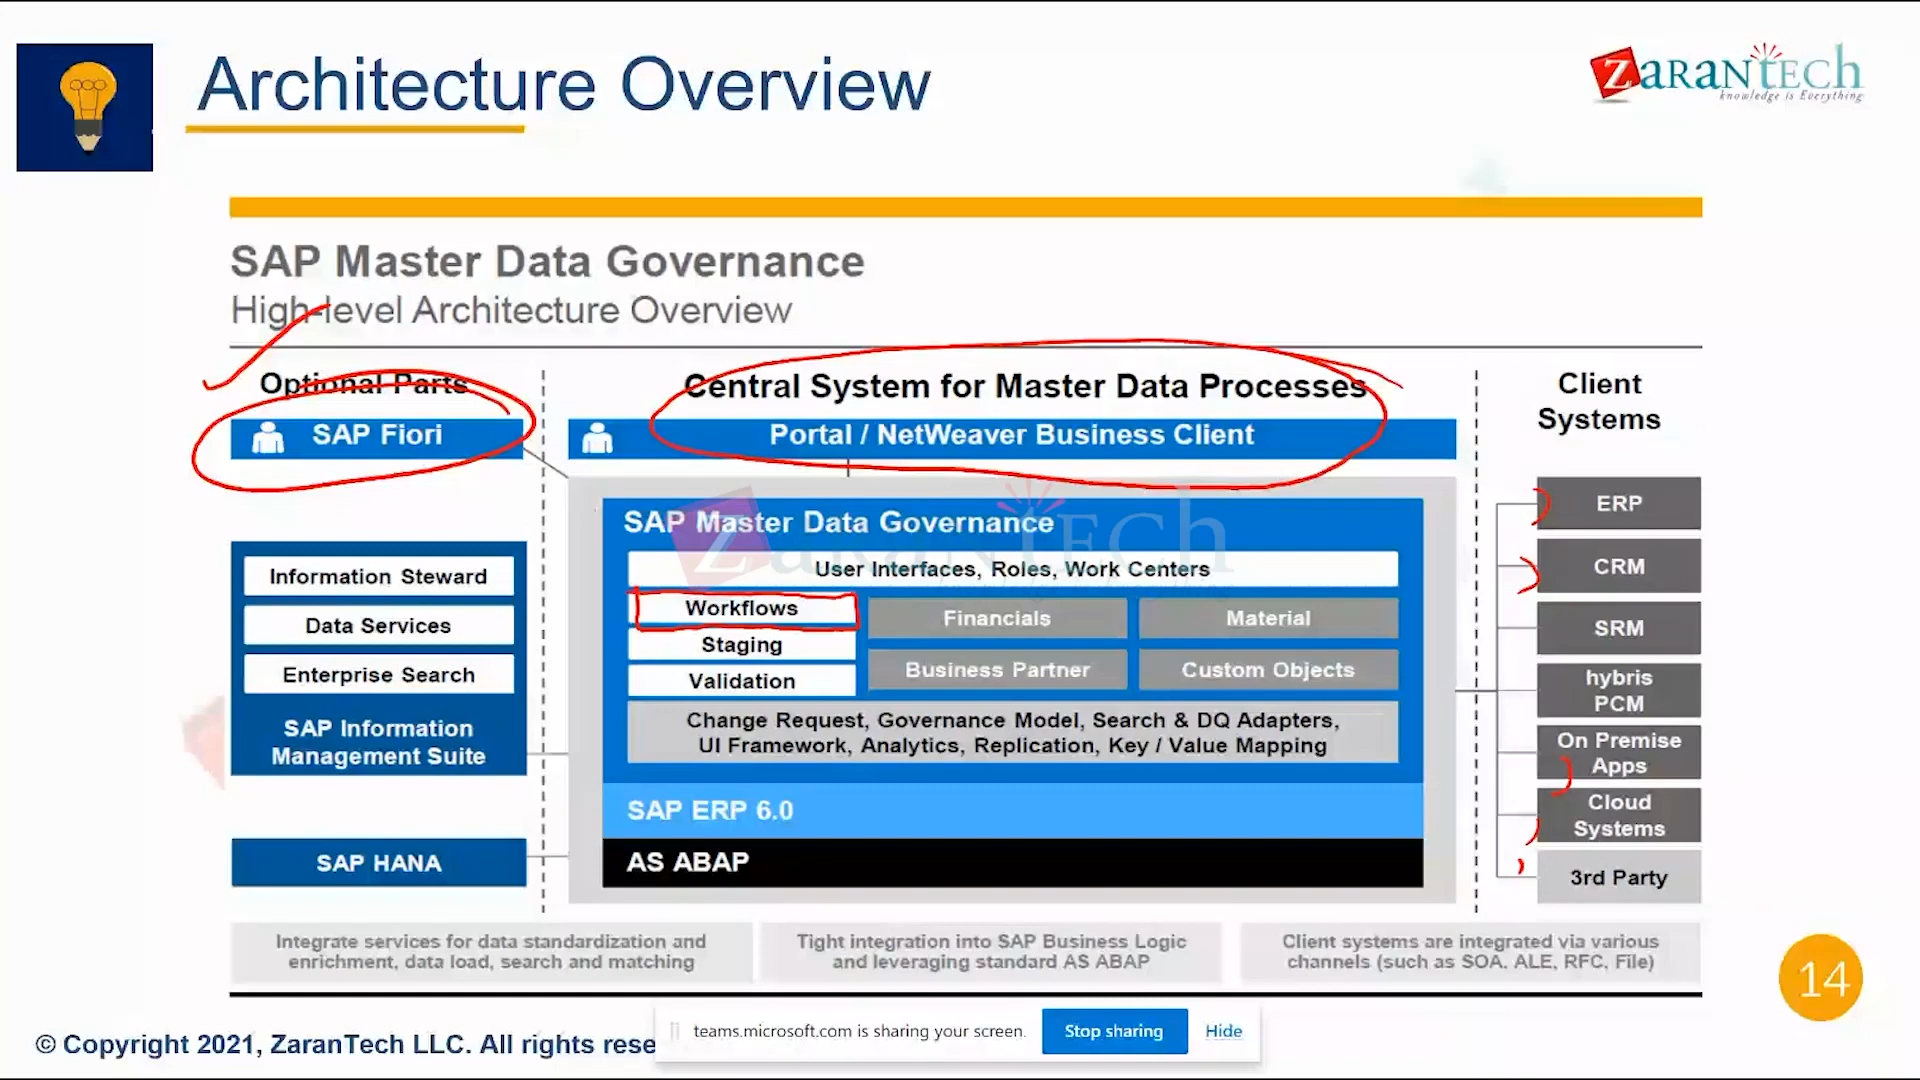 Architecture Overview
ZARANTECH
knowledge is Everything
SAP Master Data Governance
High-level Architecture Overview
Optional Parts
SAP Fiori
Information Steward
Data Services
Enterprise Search
SAP Information
Management Suite
SAP HANA
Central System for Master Data Processes
Portal / NetWeaver Business Client
SAP Master Data Governance
ZARANTECH
User Interfaces, Roles, Work Centers
Workflows
Staging
Validation
Financials
Material
Business Partner
Custom Objects
Change Request, Governance Model, Search & DQ Adapters,
UI Framework, Analytics, Replication, Key / Value Mapping
SAP ERP 6.0
AS ABAP
Client
Systems
ERP
CRM
SRM
hybris
PCM
On Premise
Apps
Cloud
Systems
3rd Party
Integrate services for data standardization and
enrichment, data load, search and matching
Tight integration into SAP Business Logic
and leveraging standard AS ABAP
Client systems are integrated via various
channels (such as SOA, ALE, RFC, File)
14
© Copyright 2021, ZaranTech LLC. All rights rese
teams.microsoft.com is sharing your screen.
Stop sharing
Hide